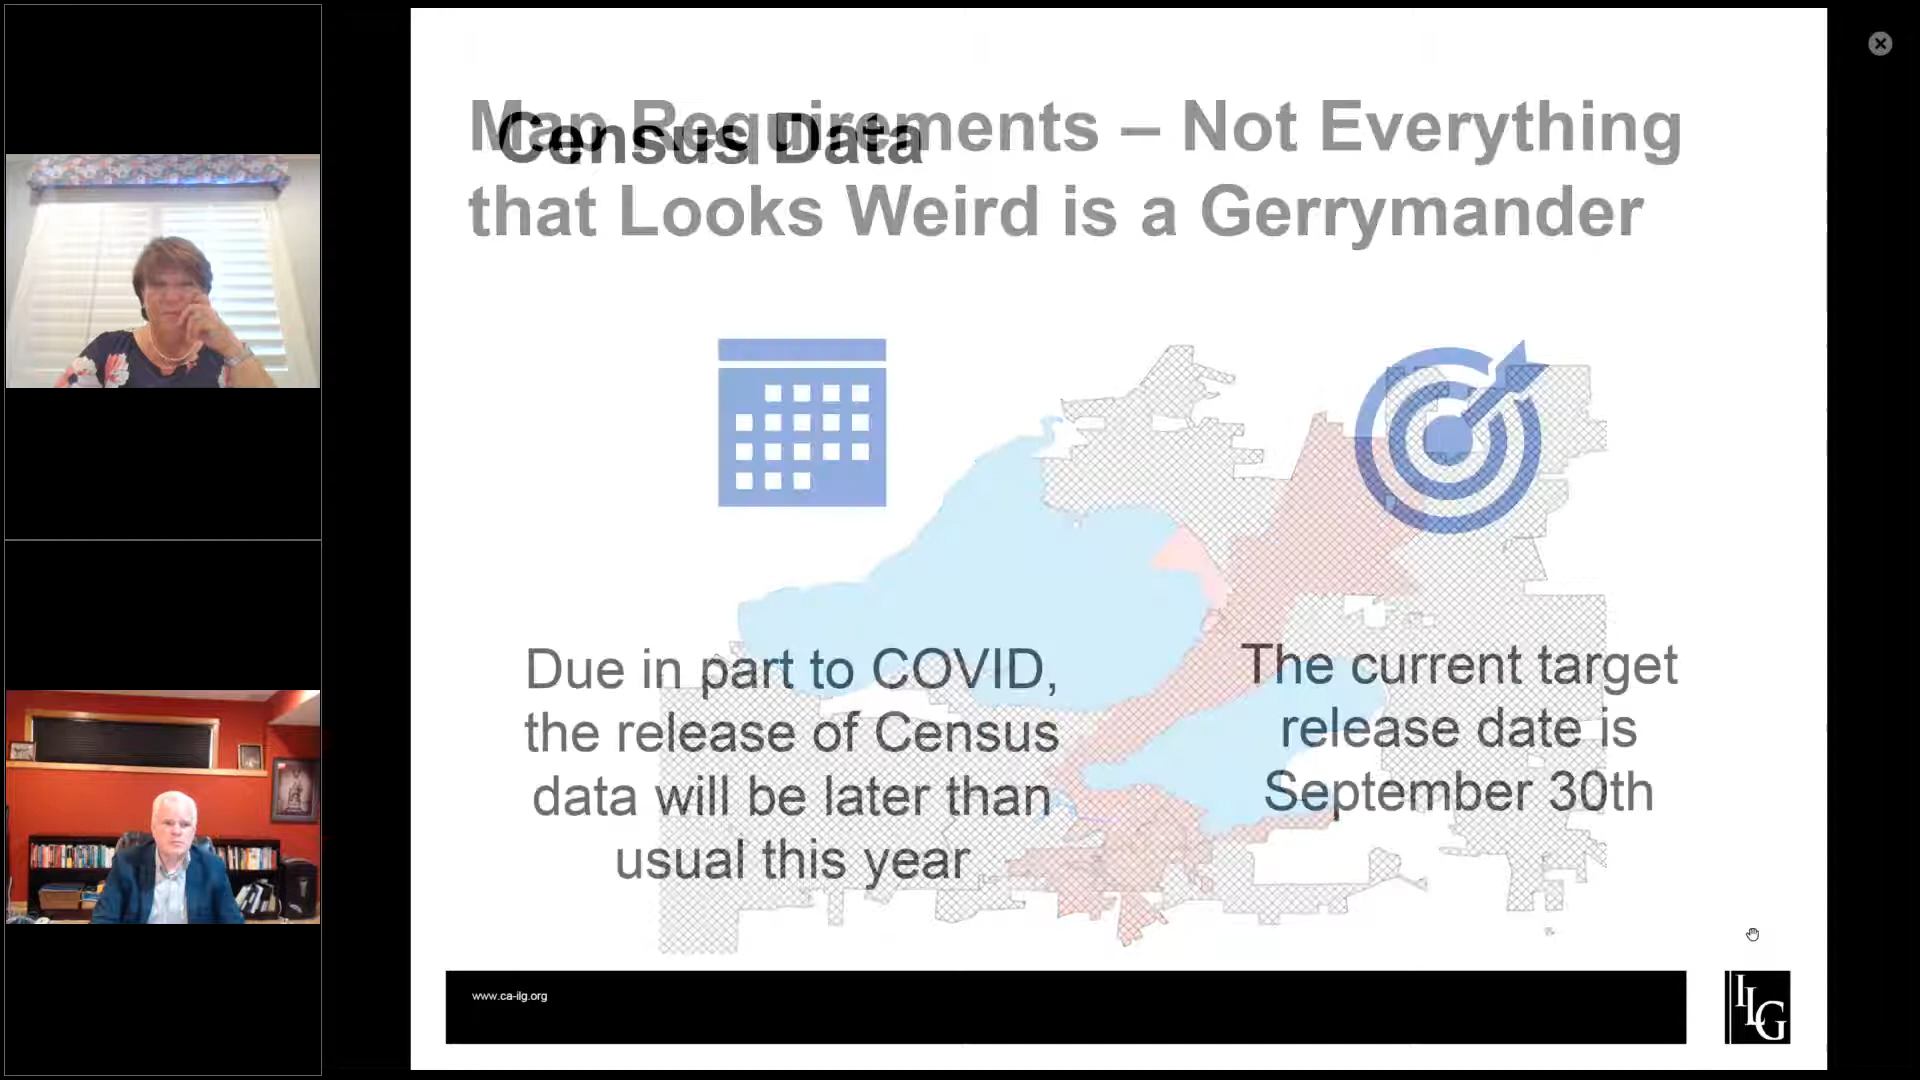 Map Requirements – Not Everything
that Looks Weird is a Gerrymander
Census Data
Due in part to COVID,
the release of Census
data will be later than
usual this year
The current target
release date is
September 30th
www.ca-ilg.org
ILG